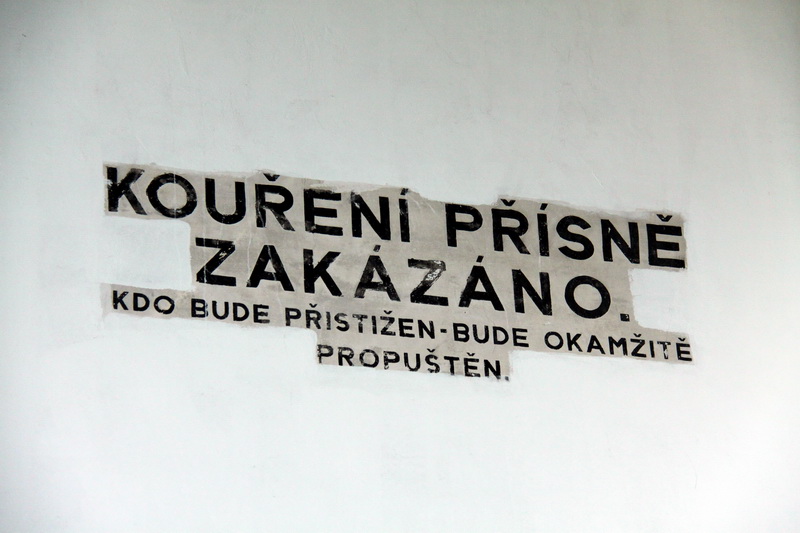 KOUŘENÍ PŘÍSNĚ
ZAKÁZÁNO.
KDO BUDE PŘISTIŽEN-BUDE OKAMŽITĚ
PROPUŠTĚN.